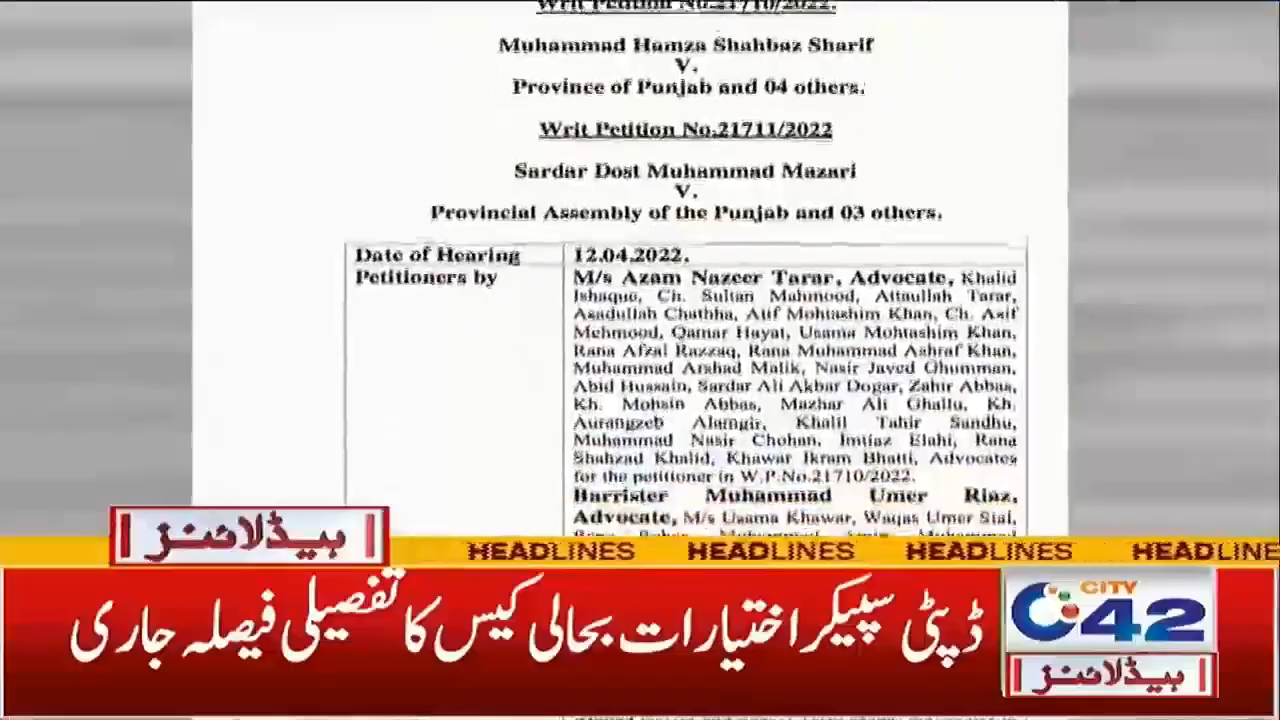 Writ Petition No.21710/2022.
Muhammad Hamza Shahbaz Sharif
V.
Province of Punjab and 04 others.
Writ Petition No.21711/2022
Sardar Dost Muhammad Mazari
V.
Provincial Assembly of the Punjab and 03 others.
Date of Hearing 12.04.2022.
Petitioners by M/s Azam Nazeer Tarar, Advocate, Khalid
Ishaque, Ch. Sultan Mahmood, Attaullah Tarar,
Asadullah Chathha, Atif Mohtashim Khan, Ch. Asif
Mehmood, Qamar Hayat, Usama Mohtashim Khan,
Rana Afzal Razzaq, Rana Muhammad Ashraf Khan,
Muhammad Arshad Malik, Nasir Javed Ghumman,
Abid Hussain, Sardar Ali Akbar Dogar, Zahir Abbas,
Kh. Mohsin Abbas, Mazhar Ali Ghallu, Kh.
Aurangzeb Alamgir, Khalil Tahir Sandhu,
Muhammad Nasir Chohan, Imtiaz Elahi, Rana
Shahzad Khalid, Khawar Ikram Bhatti, Advocates
for the petitioner in W.P.No.21710/2022.
Barrister Muhammad Umer Riaz,
Advocate, M/s Usama Khawar, Waqas Umer Sial,
ہیڈلائنز
HEADLINES HEADLINES HEADLINES HEADLINE
ڈپٹی سپیکر اختیارات بحالی کیس کا تفصیلی فیصلہ جاری
CITY
42
ہیڈلائنز